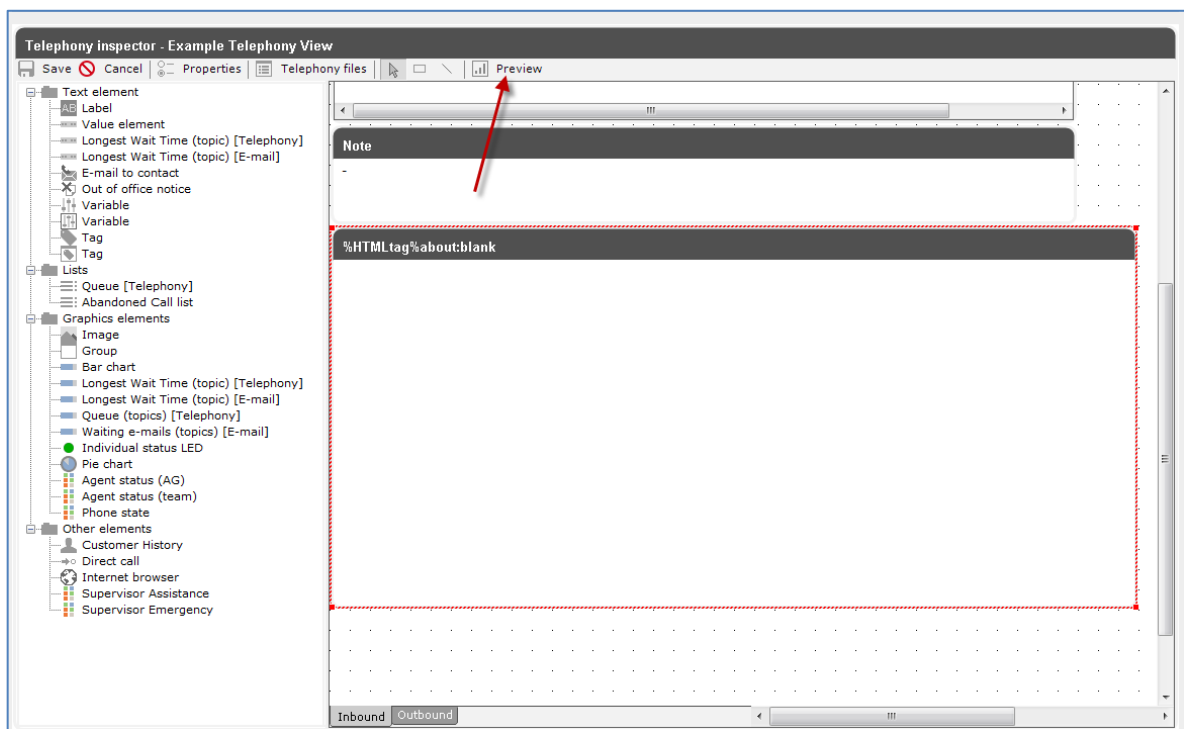 Telephony inspector - Example Telephony View
Save Cancel Properties Telephony files Preview
Text element
AB Label
Value element
Longest Wait Time (topic) [Telephony]
Longest Wait Time (topic) [E-mail]
E-mail to contact
Out of office notice
Variable
Variable
Tag
Tag
Lists
Queue [Telephony]
Abandoned Call list
Graphics elements
Image
Group
Bar chart
Longest Wait Time (topic) [Telephony]
Longest Wait Time (topic) [E-mail]
Queue (topics) [Telephony]
Waiting e-mails (topics) [E-mail]
Individual status LED
Pie chart
Agent status (AG)
Agent status (team)
Phone state
Other elements
Customer History
Direct call
Internet browser
Supervisor Assistance
Supervisor Emergency
Note
-
%HTMLtag%about:blank
Inbound Outbound